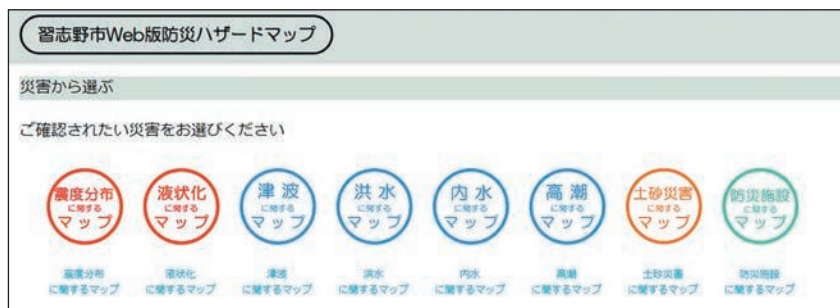 習志野市Web版防災ハザードマップ
災害から選ぶ
ご確認されたい災害をお選びください
震度分布
に関する
マップ
液状化
に関する
マップ
津波
に関する
マップ
洪水
に関する
マップ
内水
に関する
マップ
高潮
に関する
マップ
土砂災害
に関する
マップ
防災施設
に関する
マップ
震度分布
に関するマップ
液状化
に関するマップ
津波
に関するマップ
洪水
に関するマップ
内水
に関するマップ
高潮
に関するマップ
土砂災害
に関するマップ
防災施設
に関するマップ